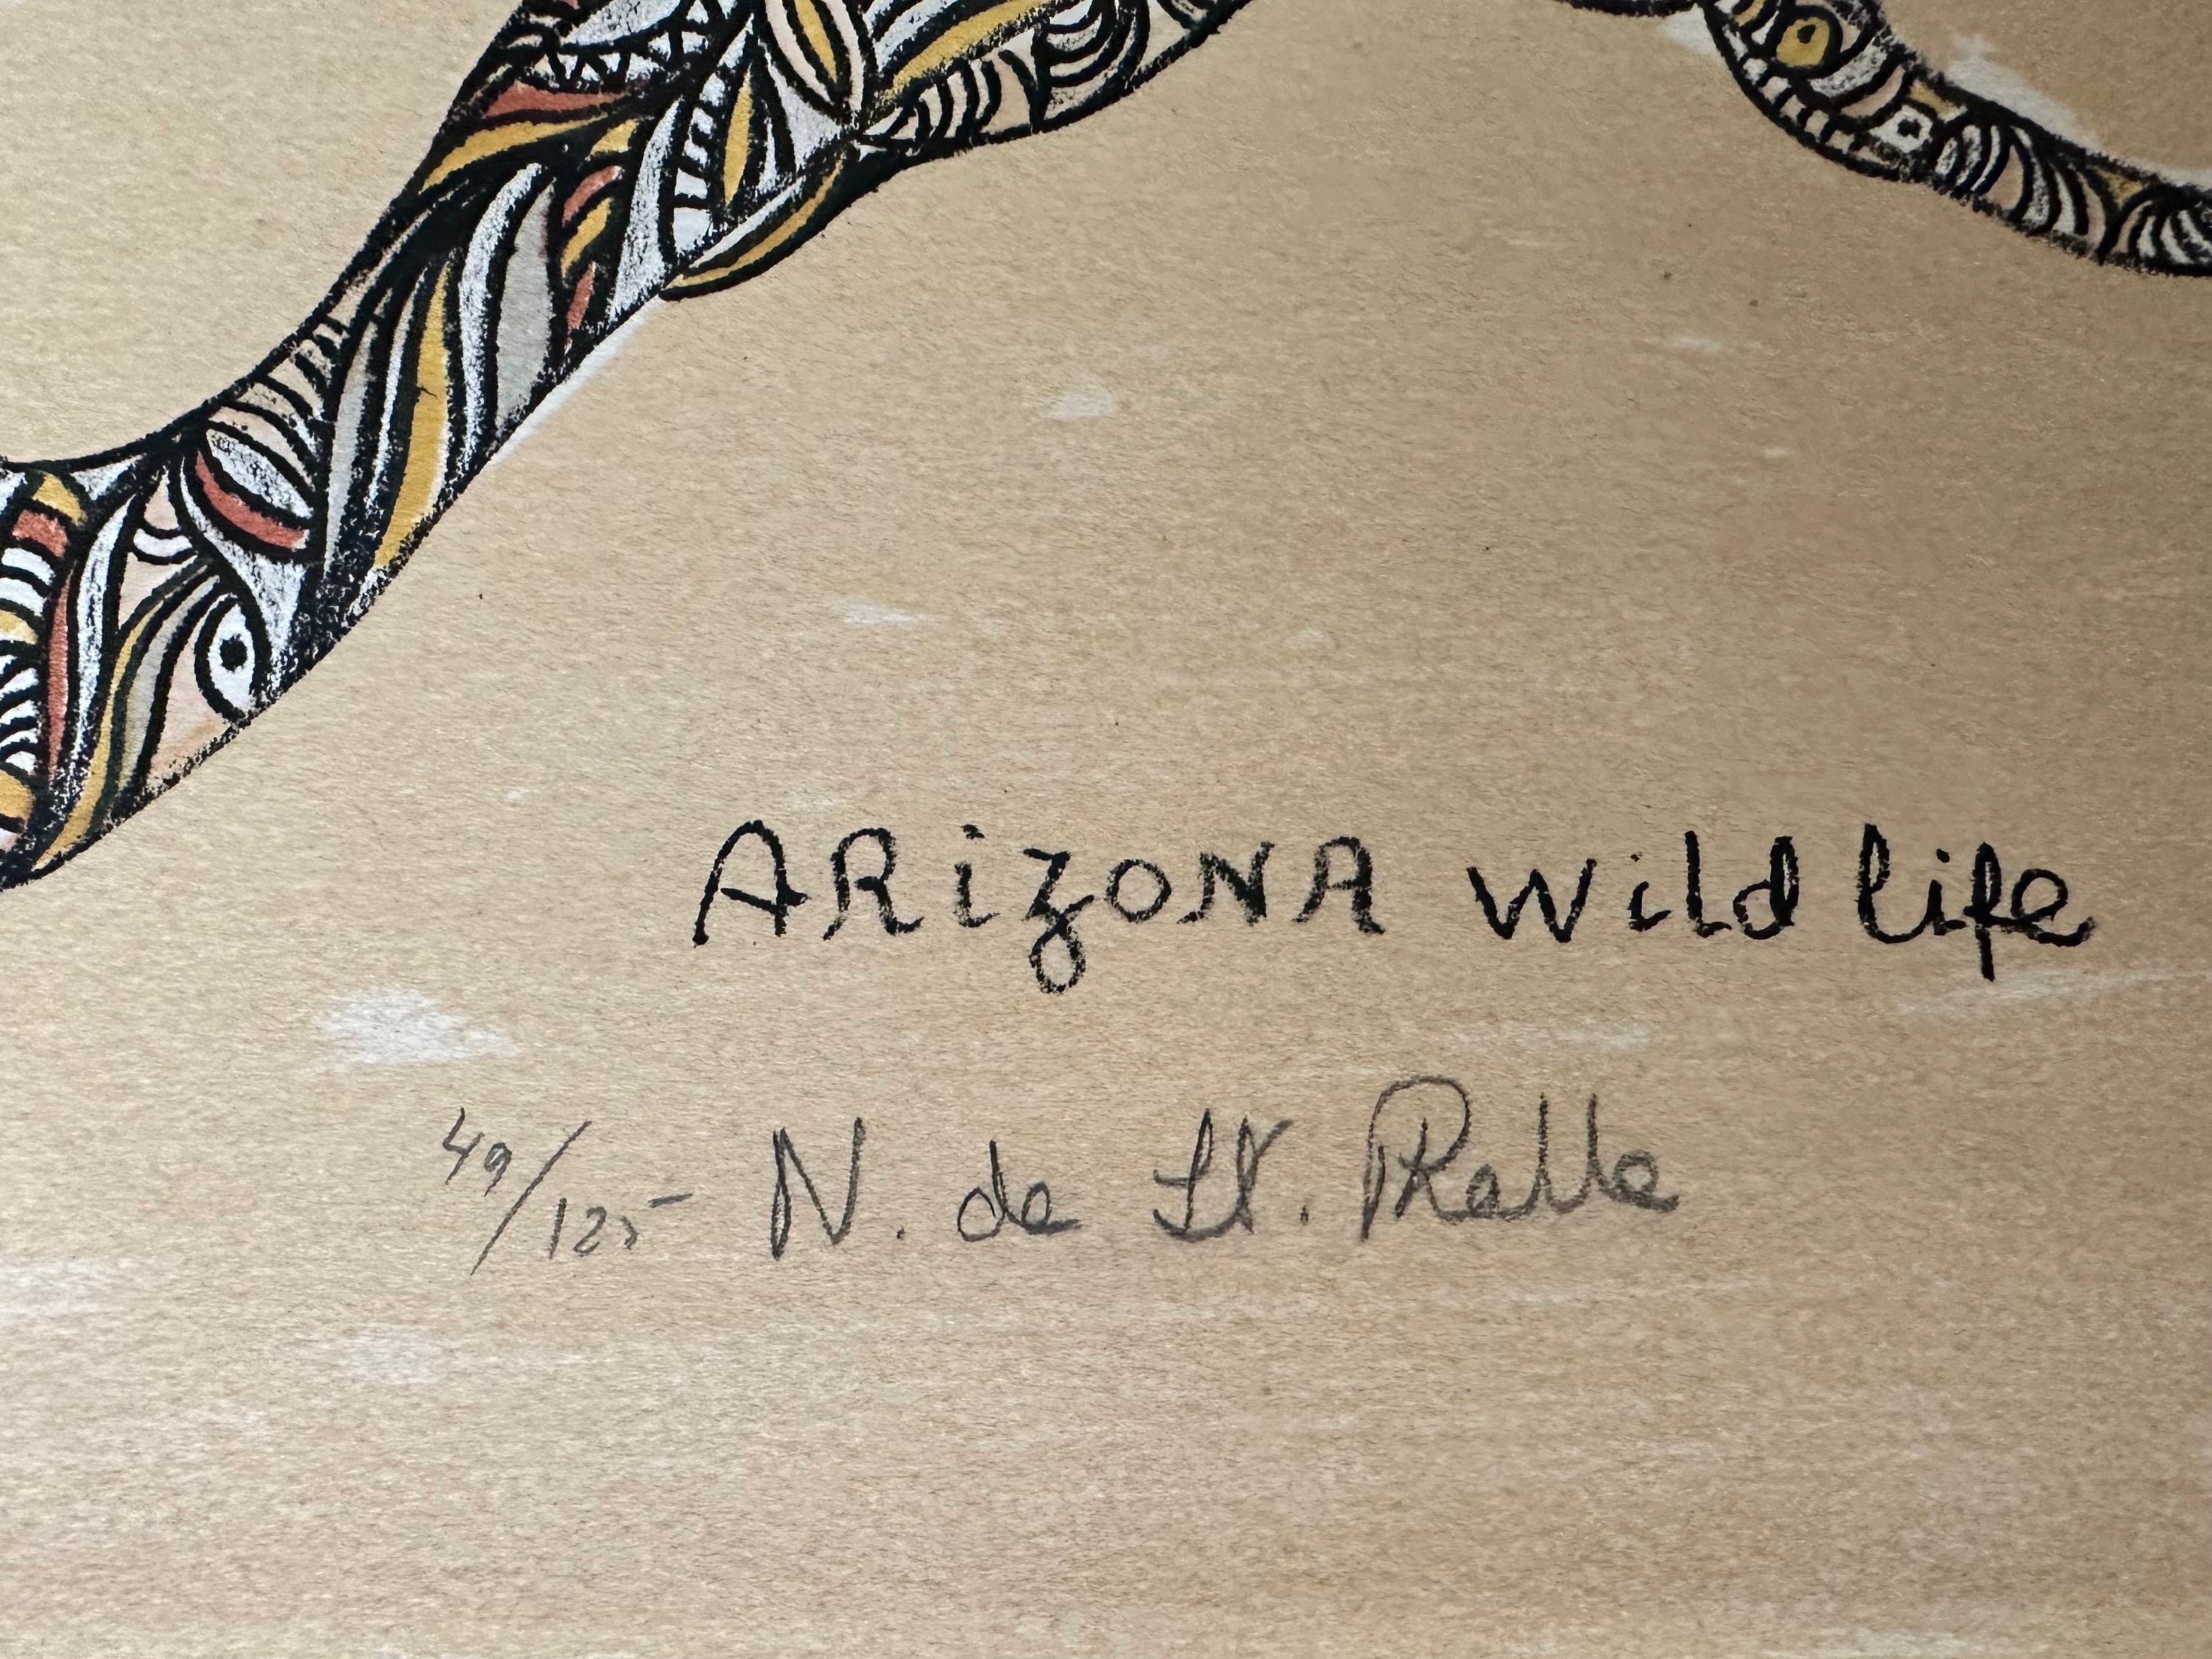 ARIZONA wild life
49/125 N. de St. Phalle